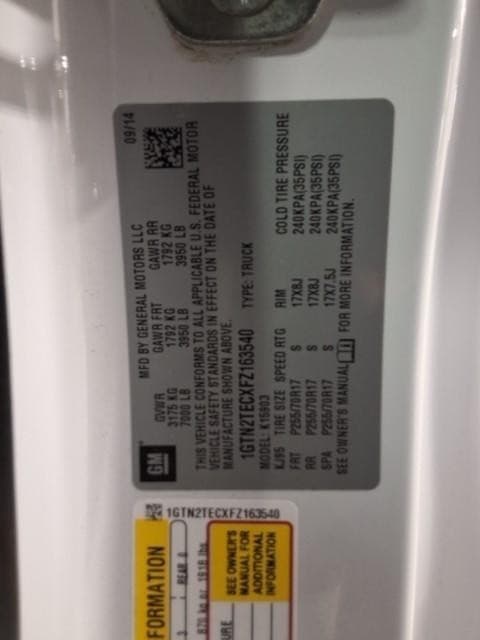 GM
MFD BY GENERAL MOTORS LLC 09/14
GVWR GAWR FRT GAWR RR
3175 KG 1792 KG 1792 KG
7000 LB 3950 LB 3950 LB
THIS VEHICLE CONFORMS TO ALL APPLICABLE U.S. FEDERAL MOTOR
VEHICLE SAFETY STANDARDS IN EFFECT ON THE DATE OF
MANUFACTURE SHOWN ABOVE.
1GTN2TECXFZ163540 TYPE: TRUCK
MODEL: K15903
KJ95 TIRE SIZE SPEED RTG RIM COLD TIRE PRESSURE
FRT P255/70R17 S 17X8J 240KPA(35PSI)
RR P255/70R17 S 17X8J 240KPA(35PSI)
SPA P255/70R17 S 17X7.5J 240KPA(35PSI)
SEE OWNER'S MANUAL FOR MORE INFORMATION.
1GTN2TECXFZ163540
FORMATION
3 REAR 0
SEE OWNER'S
MANUAL FOR
ADDITIONAL
INFORMATION